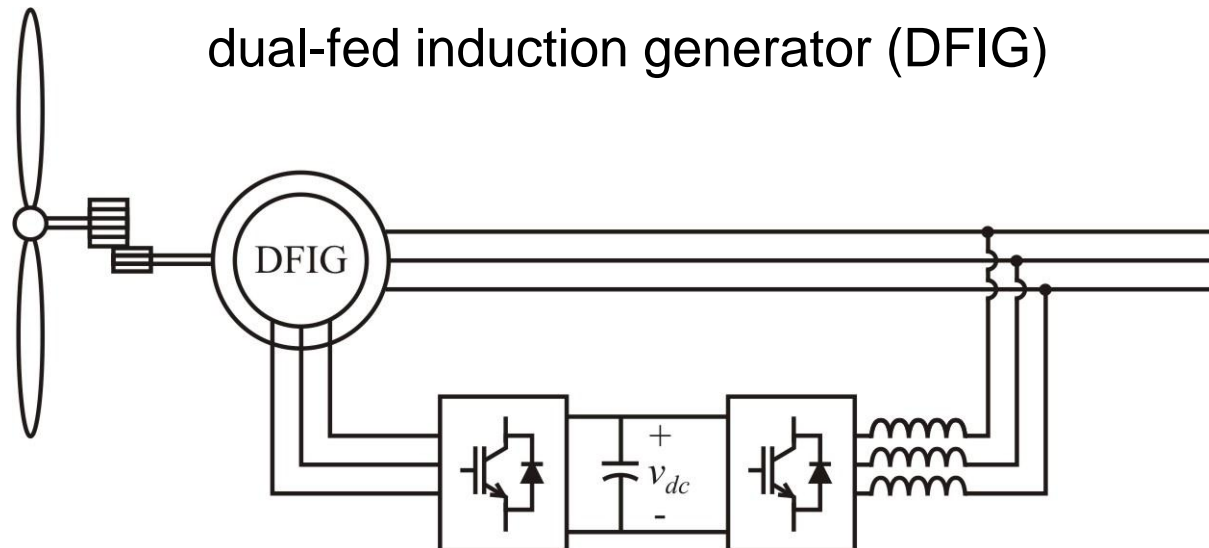 dual-fed induction generator (DFIG)
DFIG
+
v_dc
-